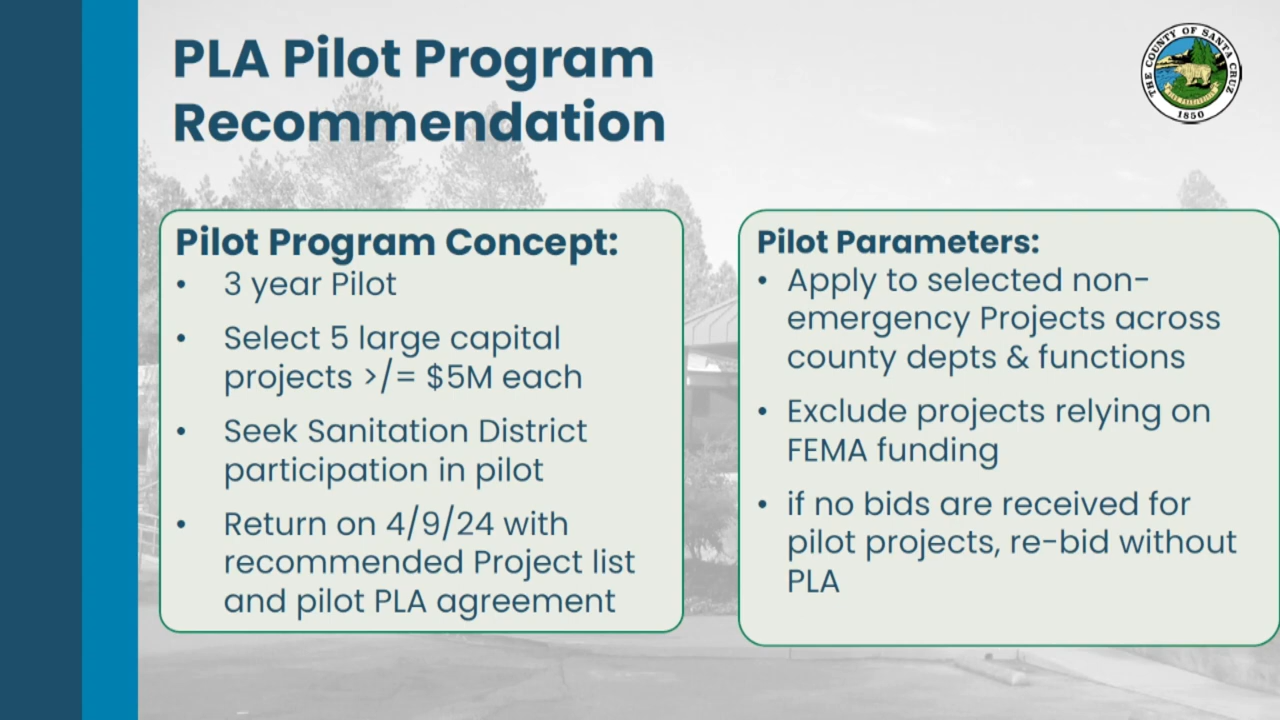 PLA Pilot Program
Recommendation
THE COUNTY OF SANTA CRUZ
1850
Pilot Program Concept:
• 3 year Pilot
• Select 5 large capital
projects >/= $5M each
• Seek Sanitation District
participation in pilot
• Return on 4/9/24 with
recommended Project list
and pilot PLA agreement
Pilot Parameters:
• Apply to selected non-
emergency Projects across
county depts & functions
• Exclude projects relying on
FEMA funding
• if no bids are received for
pilot projects, re-bid without
PLA